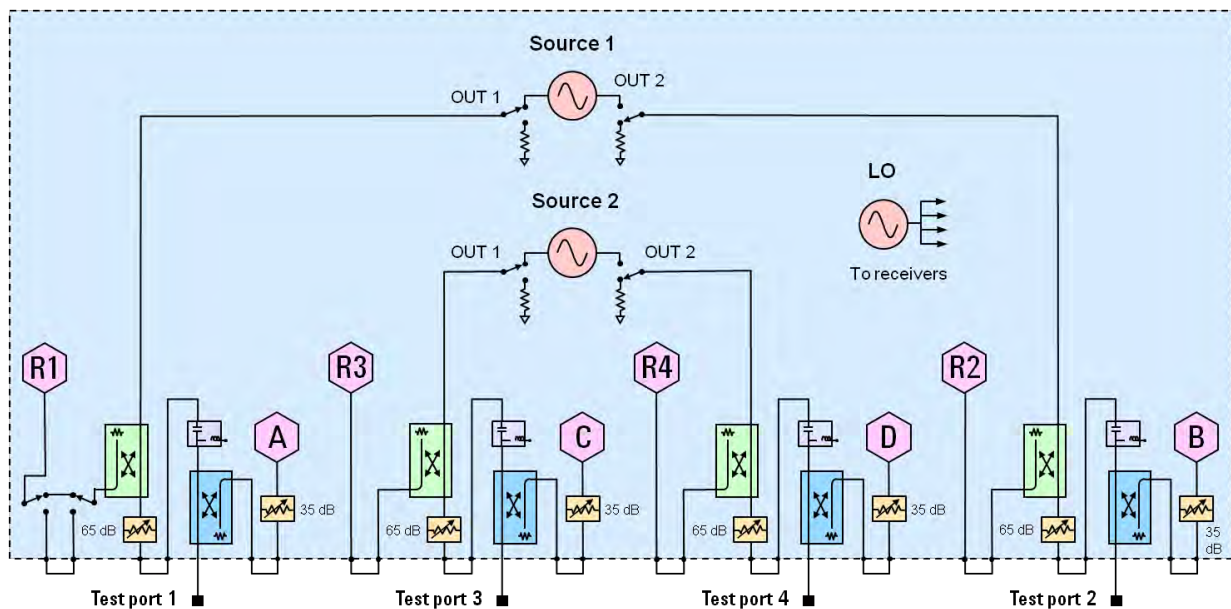 Source 1
OUT 1
OUT 2
LO
Source 2
OUT 1
OUT 2
To receivers
R1
R3
R4
R2
A
C
D
B
65 dB
35 dB
65 dB
35 dB
65 dB
35 dB
65 dB
35
dB
Test port 1
Test port 3
Test port 4
Test port 2